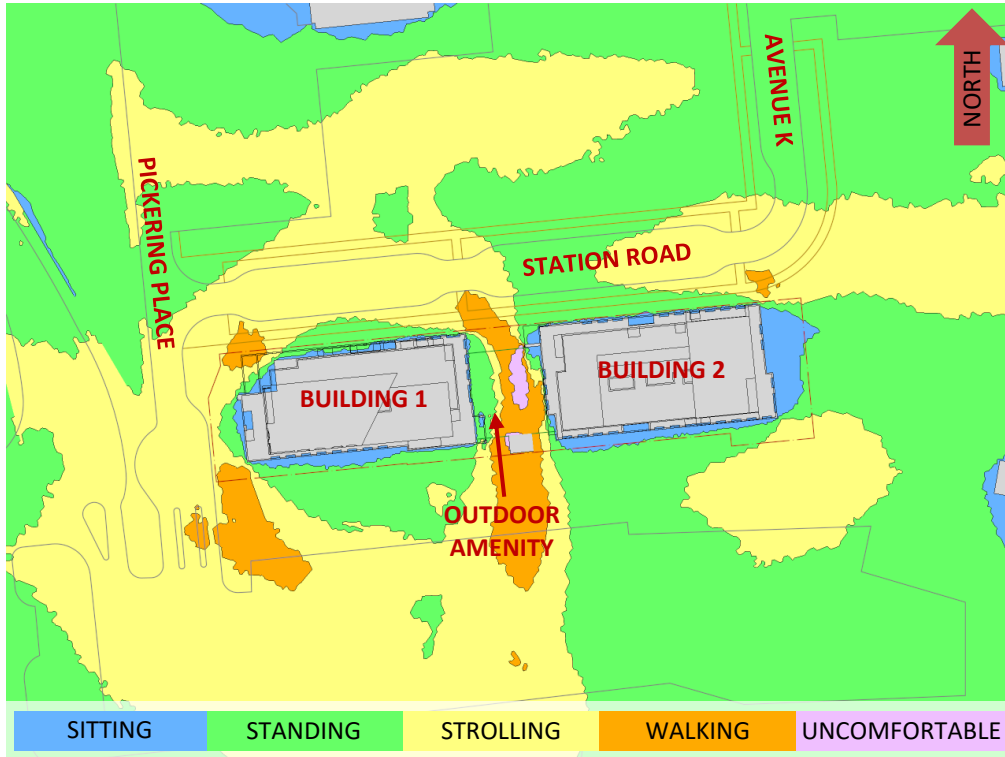 NORTH
AVENUE K
PICKERING PLACE
STATION ROAD
BUILDING 1
BUILDING 2
OUTDOOR
AMENITY
SITTING
STANDING
STROLLING
WALKING
UNCOMFORTABLE